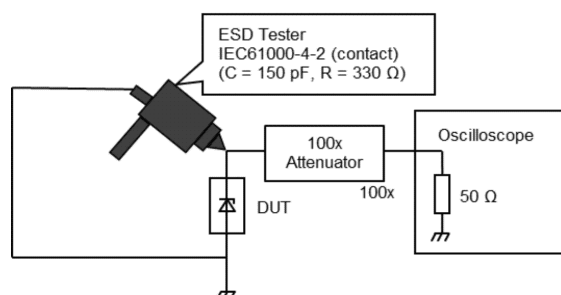 ESD Tester
IEC61000-4-2 (contact)
(C = 150 pF, R = 330 Ω)
100x
Attenuator
Oscilloscope
100x
50 Ω
DUT